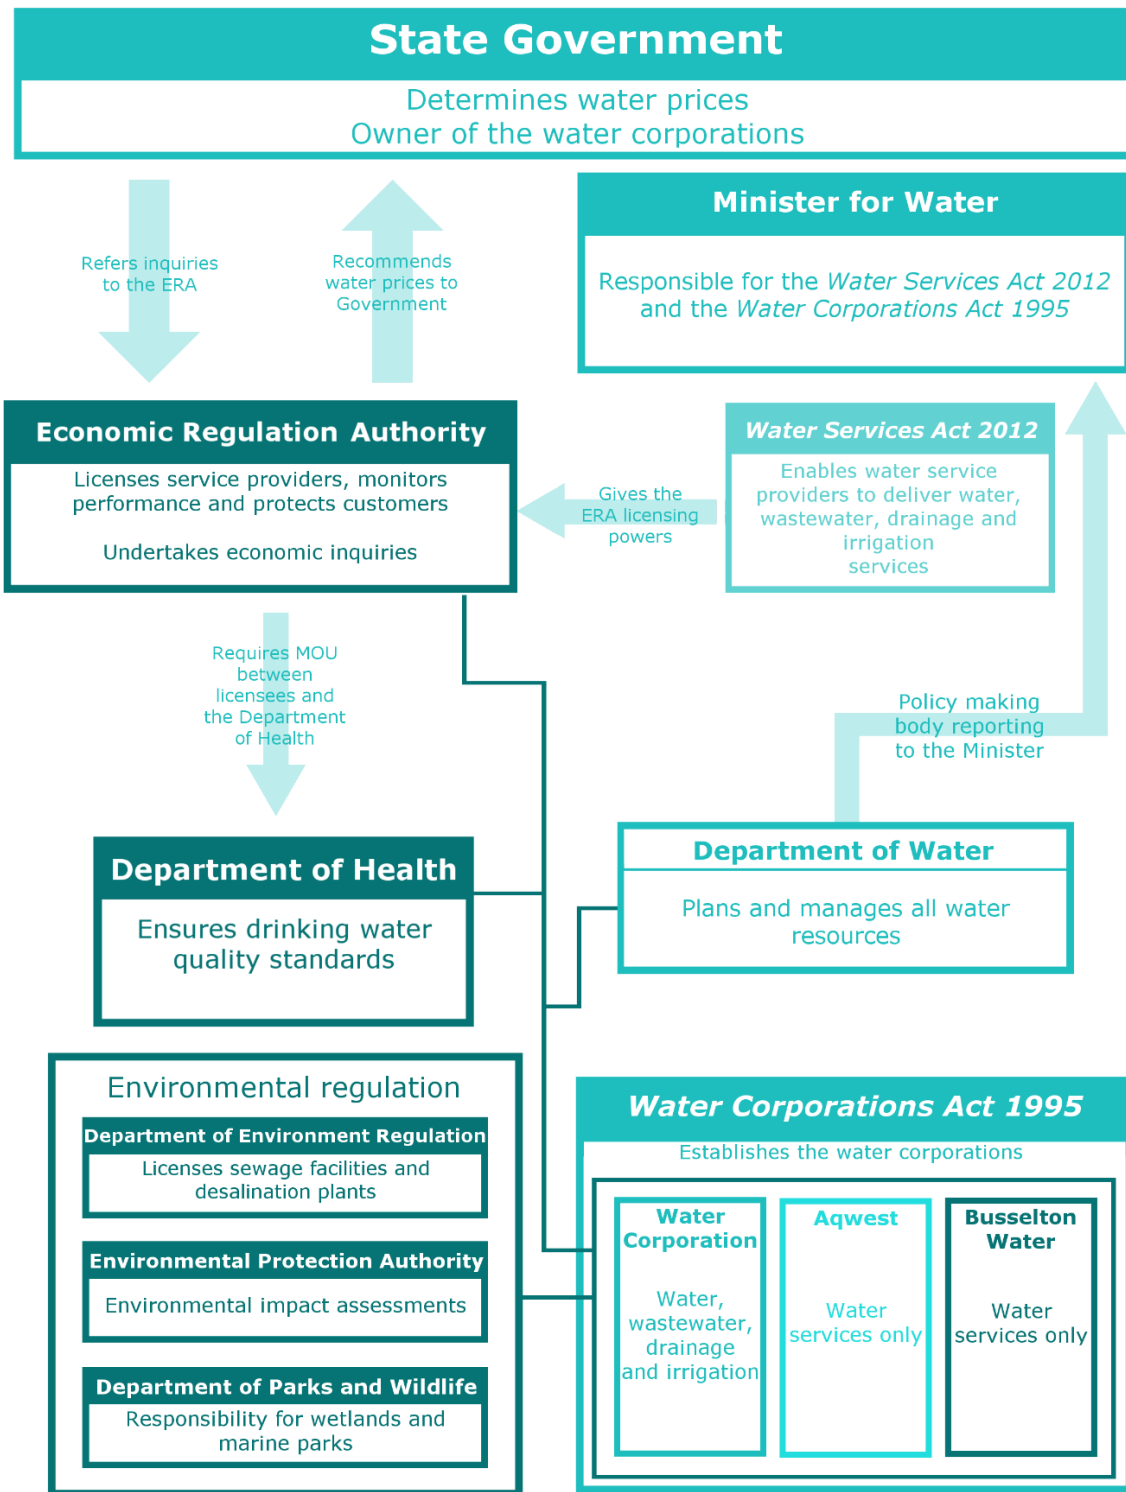 State Government
Determines water prices
Owner of the water corporations
Refers inquiries
to the ERA
Recommends
water prices to
Government
Minister for Water
Responsible for the Water Services Act 2012
and the Water Corporations Act 1995
Economic Regulation Authority
Licenses service providers, monitors
performance and protects customers
Undertakes economic inquiries
Gives the
ERA licensing
powers
Water Services Act 2012
Enables water service
providers to deliver water,
wastewater, drainage and
irrigation
services
Requires MOU
between
licensees and
the Department
of Health
Policy making
body reporting
to the Minister
Department of Health
Ensures drinking water
quality standards
Department of Water
Plans and manages all water
resources
Environmental regulation
Department of Environment Regulation
Licenses sewage facilities and
desalination plants
Environmental Protection Authority
Environmental impact assessments
Department of Parks and Wildlife
Responsibility for wetlands and
marine parks
Water Corporations Act 1995
Establishes the water corporations
Water
Corporation
Water,
wastewater,
drainage
and irrigation
Aqwest
Water
services only
Busselton
Water
Water
services only